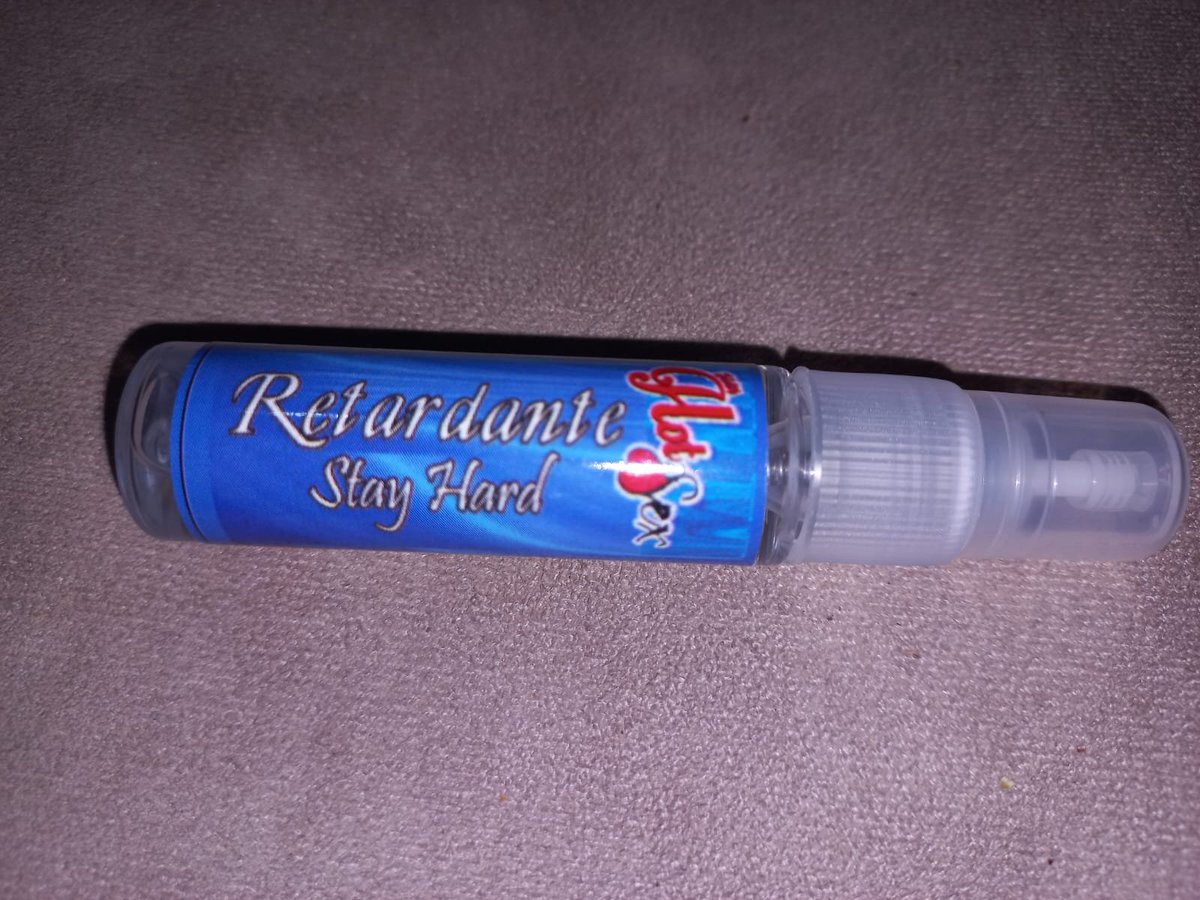 Retardante
Stay Hard
Hot
Sex